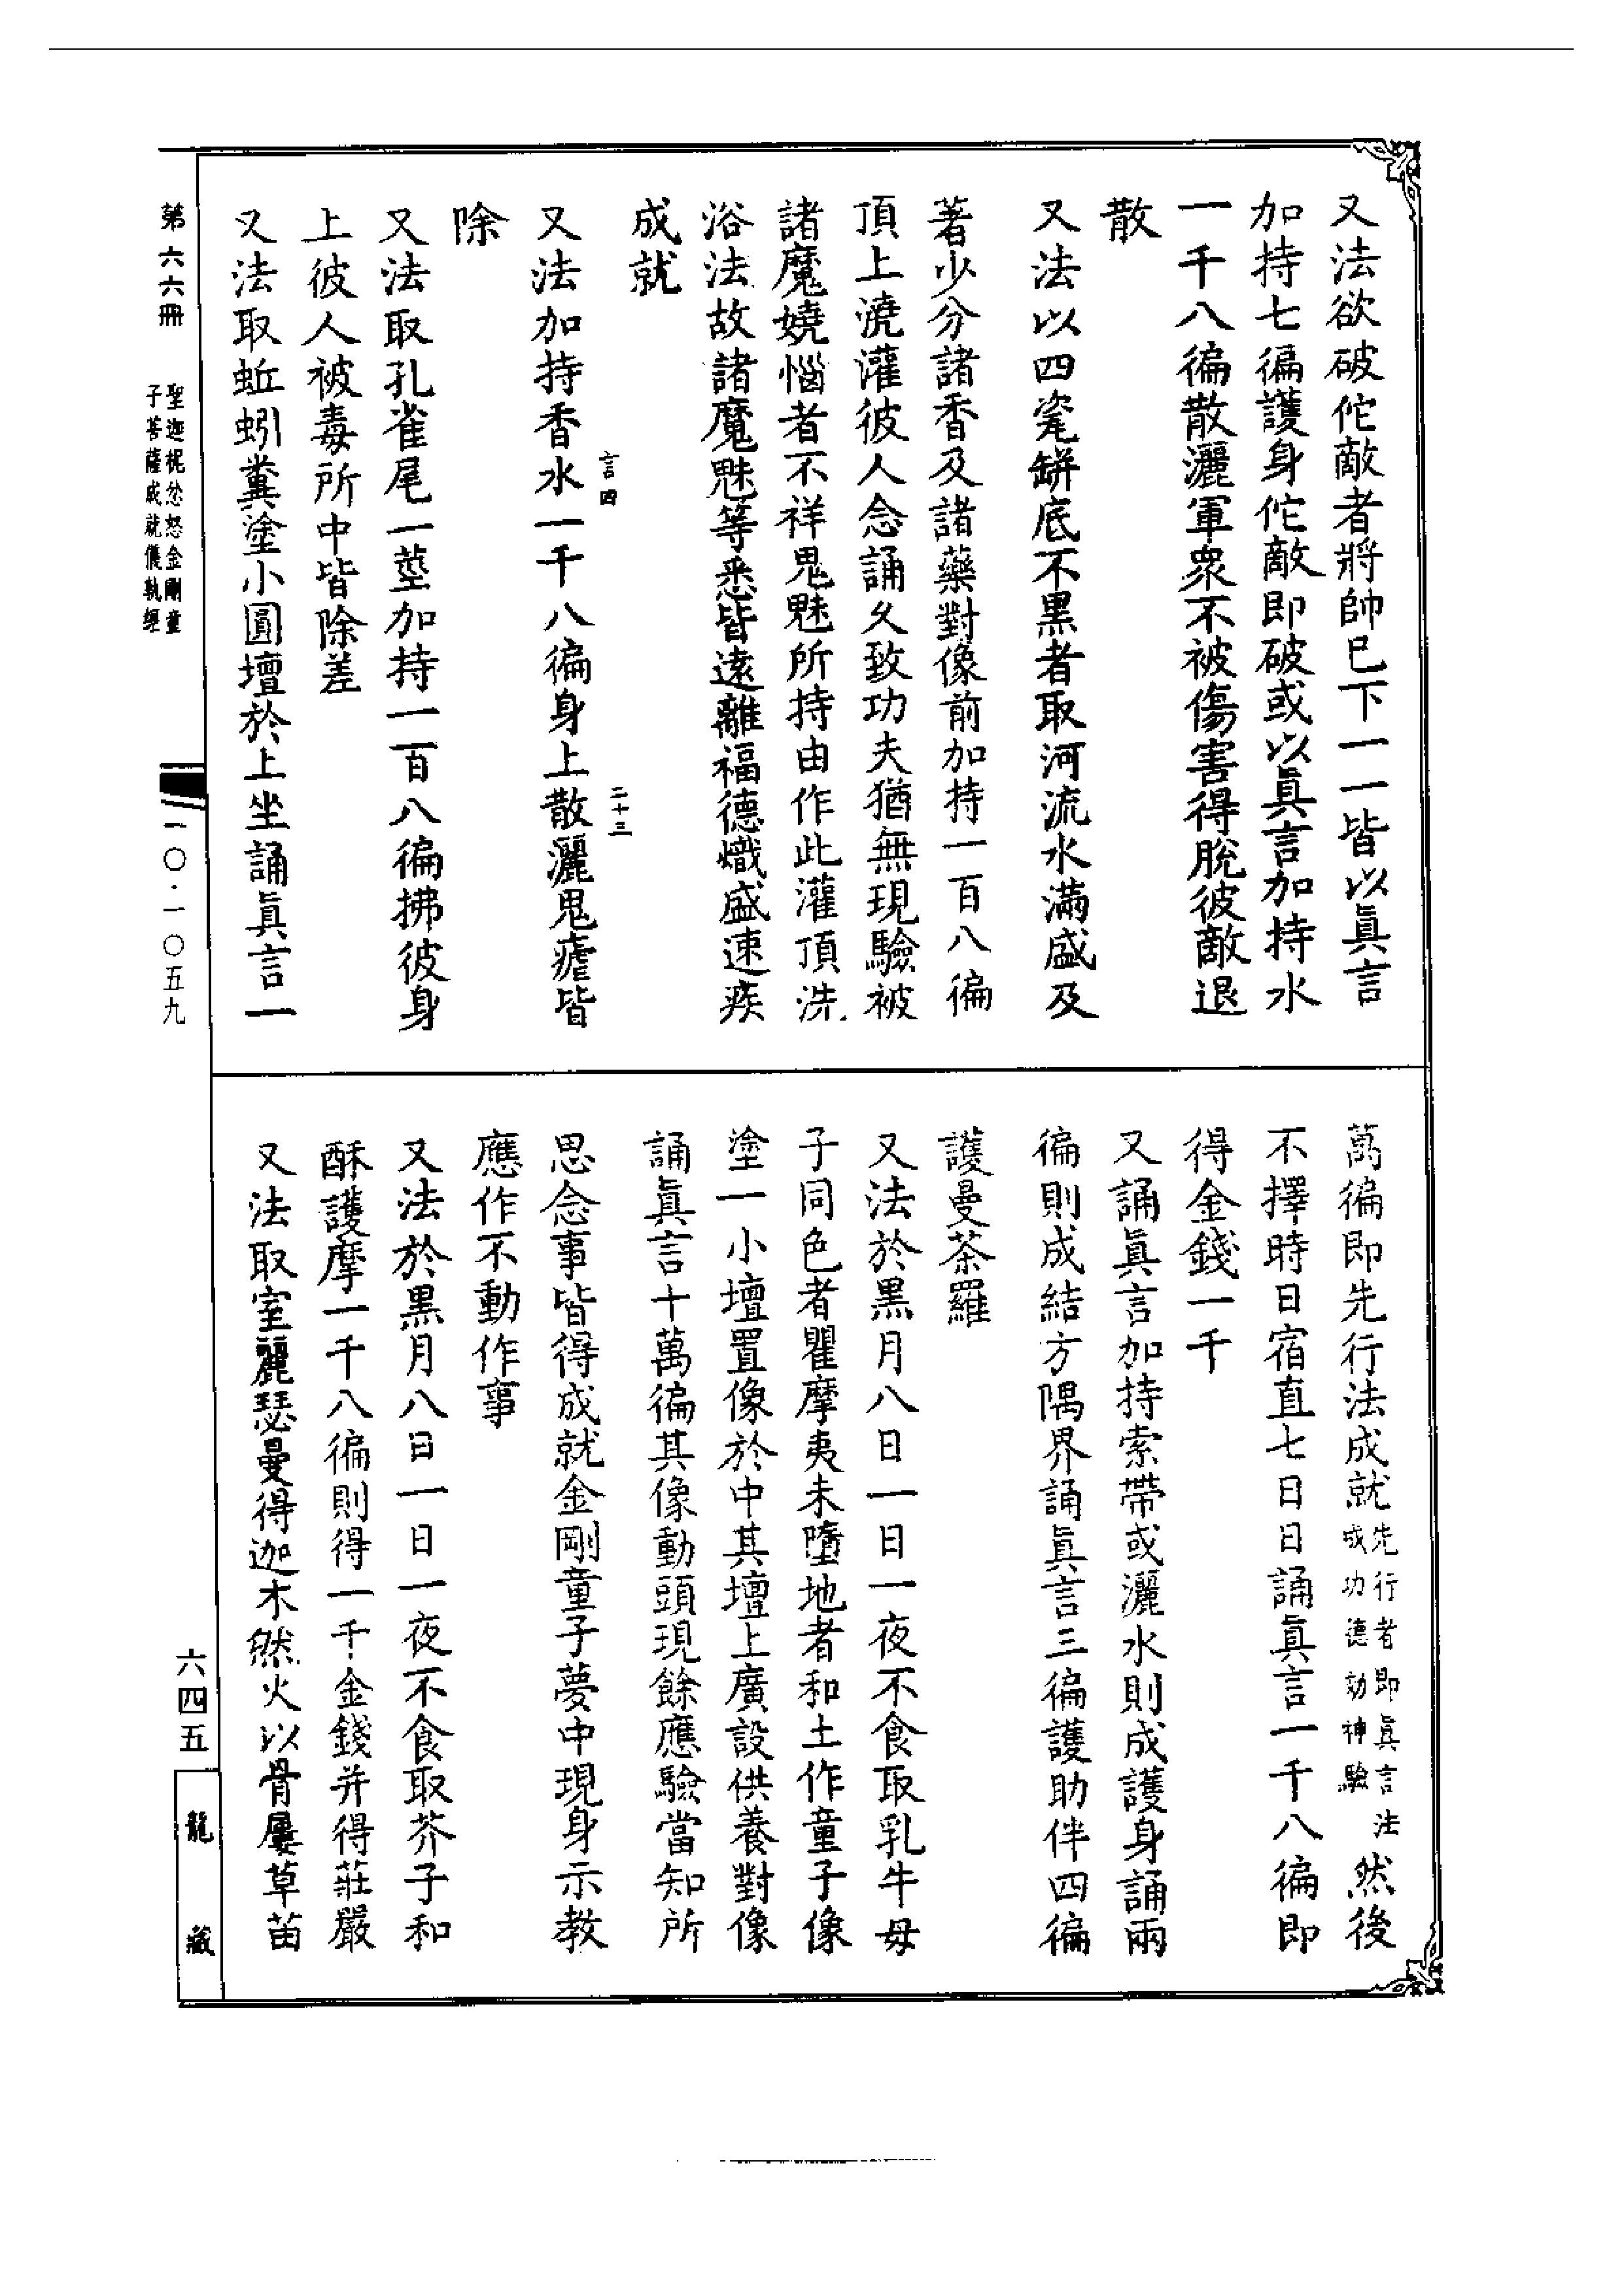 又法欲破佗敵者將帥巳下一一皆以眞言
加持七徧護身佗敵即破或以眞言加持水
一千八徧散灑軍衆不被傷害得脫彼敵退
散
又法以四瓷缾底不黑者取河流水滿盛及
著少分諸香及諸藥對像前加持一百八徧
頂上澆灌彼人念誦久致功夫猶無現驗被
諸魔嬈惱者不祥鬼魅所持由作此灌頂洗
浴法故諸魔魅等悉皆遠離福德熾盛速疾
成就
言四
二十三
又法加持香水一千八徧身上散灑鬼瘧皆
除
又法取孔雀尾一莖加持一百八徧拂彼身
上彼人被毒所中皆除差
又法取蚯蚓糞塗小圓壇於上坐誦眞言一
萬徧即先行法成就先行者即眞言法成功德効神驗然後
不擇時日宿直七日日誦眞言一千八徧即
得金錢一千
又誦眞言加持索帶或灑水則成護身誦兩
徧則成結方隅界誦眞言三徧護助伴四徧
護曼荼羅
又法於黑月八日一日一夜不食取乳牛母
子同色者瞿摩夷未墮地者和土作童子像
塗一小壇置像於中其壇上廣設供養對像
誦眞言十萬徧其像動頭現餘應驗當知所
思念事皆得成就金剛童子夢中現身示教
應作不動作事
又法於黑月八日一日一夜不食取芥子和
酥護摩一千八徧則得一千金錢并得莊嚴
又法取室麗瑟曼得迦木然火以骨屢草苗
第六六冊
聖迦柅忿怒金剛童
子菩薩成就儀軌經
一〇·一〇五九
六四五
龍藏